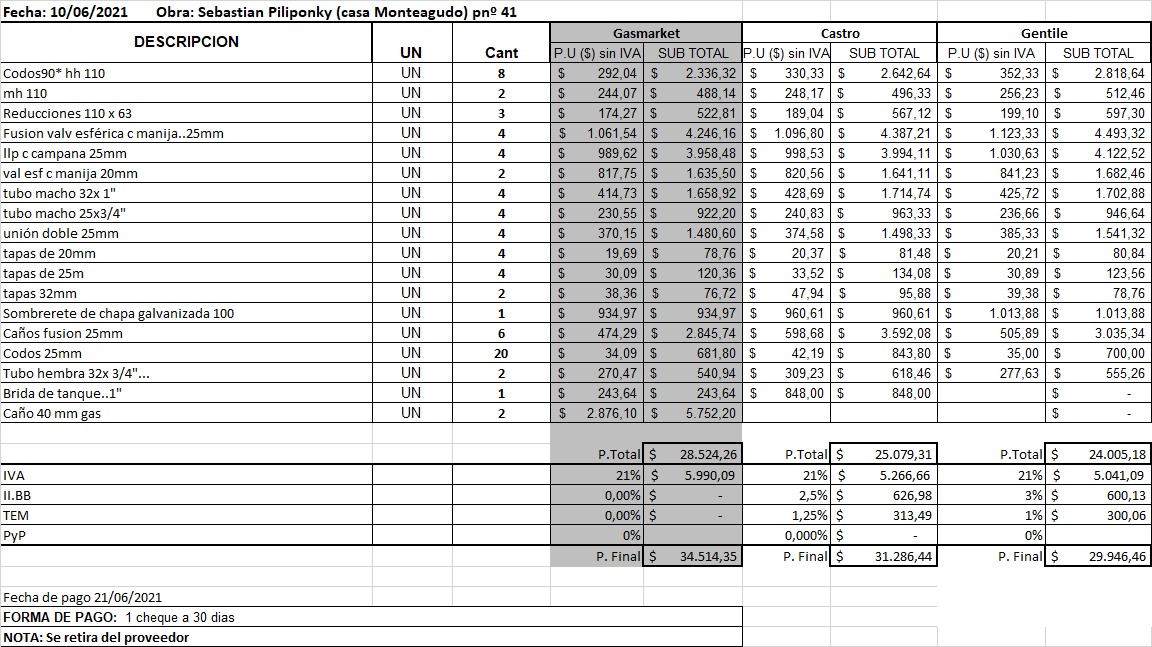 Fecha: 10/06/2021 Obra: Sebastian Piliponky (casa Monteagudo) pnº 41
DESCRIPCION UN Cant Gasmarket Castro Gentile
P.U ($) sin IVA SUB TOTAL P.U ($) sin IVA SUB TOTAL P.U ($) sin IVA SUB TOTAL
Codos90* hh 110 UN 8 $ 292,04 $ 2.336,32 $ 330,33 $ 2.642,64 $ 352,33 $ 2.818,64
mh 110 UN 2 $ 244,07 $ 488,14 $ 248,17 $ 496,33 $ 256,23 $ 512,46
Reducciones 110 x 63 UN 3 $ 174,27 $ 522,81 $ 189,04 $ 567,12 $ 199,10 $ 597,30
Fusion valv esférica c manija..25mm UN 4 $ 1.061,54 $ 4.246,16 $ 1.096,80 $ 4.387,21 $ 1.123,33 $ 4.493,32
llp c campana 25mm UN 4 $ 989,62 $ 3.958,48 $ 998,53 $ 3.994,11 $ 1.030,63 $ 4.122,52
val esf c manija 20mm UN 2 $ 817,75 $ 1.635,50 $ 820,56 $ 1.641,11 $ 841,23 $ 1.682,46
tubo macho 32x 1" UN 4 $ 414,73 $ 1.658,92 $ 428,69 $ 1.714,74 $ 425,72 $ 1.702,88
tubo macho 25x3/4" UN 4 $ 230,55 $ 922,20 $ 240,83 $ 963,33 $ 236,66 $ 946,64
unión doble 25mm UN 4 $ 370,15 $ 1.480,60 $ 374,58 $ 1.498,33 $ 385,33 $ 1.541,32
tapas de 20mm UN 4 $ 19,69 $ 78,76 $ 20,37 $ 81,48 $ 20,21 $ 80,84
tapas de 25m UN 4 $ 30,09 $ 120,36 $ 33,52 $ 134,08 $ 30,89 $ 123,56
tapas 32mm UN 2 $ 38,36 $ 76,72 $ 47,94 $ 95,88 $ 39,38 $ 78,76
Sombrerete de chapa galvanizada 100 UN 1 $ 934,97 $ 934,97 $ 960,61 $ 960,61 $ 1.013,88 $ 1.013,88
Caños fusion 25mm UN 6 $ 474,29 $ 2.845,74 $ 598,68 $ 3.592,08 $ 505,89 $ 3.035,34
Codos 25mm UN 20 $ 34,09 $ 681,80 $ 42,19 $ 843,80 $ 35,00 $ 700,00
Tubo hembra 32x 3/4"... UN 2 $ 270,47 $ 540,94 $ 309,23 $ 618,46 $ 277,63 $ 555,26
Brida de tanque..1" UN 1 $ 243,64 $ 243,64 $ 848,00 $ 848,00 $ -
Caño 40 mm gas UN 2 $ 2.876,10 $ 5.752,20 $ -
P.Total $ 28.524,26 P.Total $ 25.079,31 P.Total $ 24.005,18
IVA 21% $ 5.990,09 21% $ 5.266,66 21% $ 5.041,09
II.BB 0,00% $ - 2,5% $ 626,98 3% $ 600,13
TEM 0,00% $ - 1,25% $ 313,49 1% $ 300,06
PyP 0% 0,000% $ - 0%
P. Final $ 34.514,35 P. Final $ 31.286,44 P. Final $ 29.946,46
Fecha de pago 21/06/2021
FORMA DE PAGO: 1 cheque a 30 dias
NOTA: Se retira del proveedor